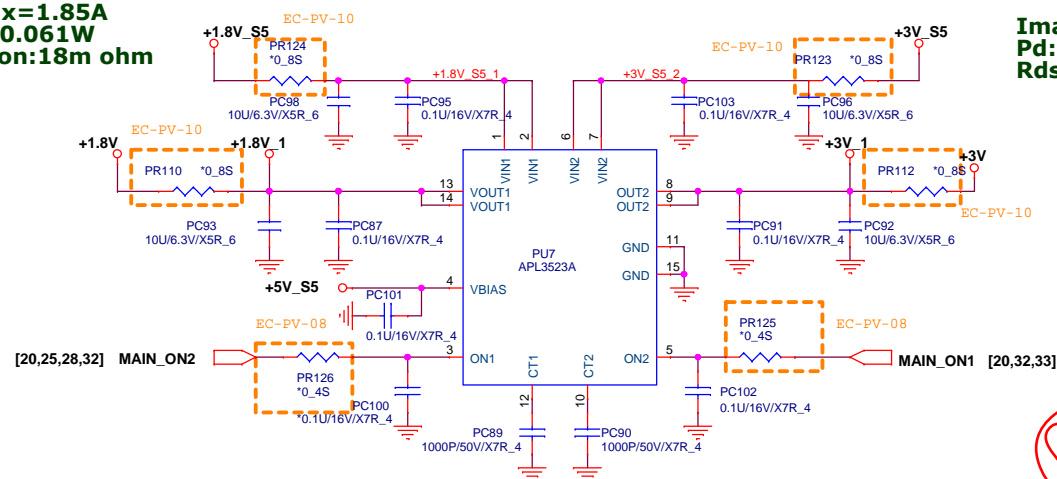 x=1.85A
0.061W
on:18m ohm
EC-PV-10
+1.8V_S5
PR124
*0_8S
+1.8V_S5_1
PC98
10U/6.3V/X5R_6
PC95
0.1U/16V/X7R_4
EC-PV-10
PR123 *0_8S
+3V_S5
+3V_S5_2
PC103
0.1U/16V/X7R_4
PC96
10U/6.3V/X5R_6
Ima
Pd:
Rds
EC-PV-10
+1.8V
+1.8V_1
PR110 *0_8S
PC93
10U/6.3V/X5R_6
PC87
0.1U/16V/X7R_4
1
2
6
7
VIN1
VIN1
VIN2
VIN2
13
14
VOUT1
VOUT1
8
9
OUT2
OUT2
+3V_1
PR112 *0_8S
+3V
EC-PV-10
PC91
0.1U/16V/X7R_4
PC92
10U/6.3V/X5R_6
PU7
APL3523A
11
GND
15
GND
+5V_S5
4
VBIAS
PC101
0.1U/16V/X7R_4
EC-PV-08
[20,25,28,32] MAIN_ON2
PR126
*0_4S
3
ON1
PC100
*0.1U/16V/X7R_4
PR125
*0_4S
EC-PV-08
5
ON2
MAIN_ON1 [20,32,33]
PC102
0.1U/16V/X7R_4
CT1
CT2
12
10
PC89
1000P/50V/X7R_4
PC90
1000P/50V/X7R_4